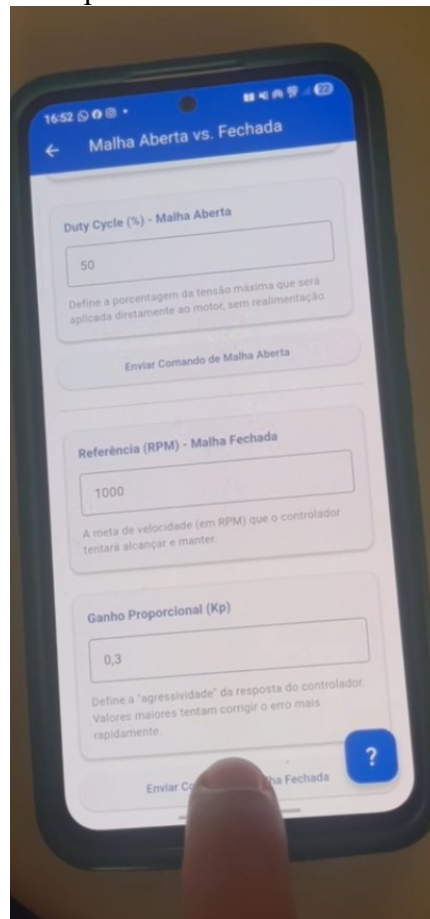 16:52
22
Malha Aberta vs. Fechada
Duty Cycle (%) - Malha Aberta
50
Define a porcentagem da tensão máxima que será
aplicada diretamente ao motor, sem realimentação.
Enviar Comando de Malha Aberta
Referência (RPM) - Malha Fechada
1000
A meta de velocidade (em RPM) que o controlador
tentará alcançar e manter.
Ganho Proporcional (Kp)
0,3
Define a "agressividade" da resposta do controlador.
Valores maiores tentam corrigir o erro mais
rapidamente.
?
Enviar Fechada